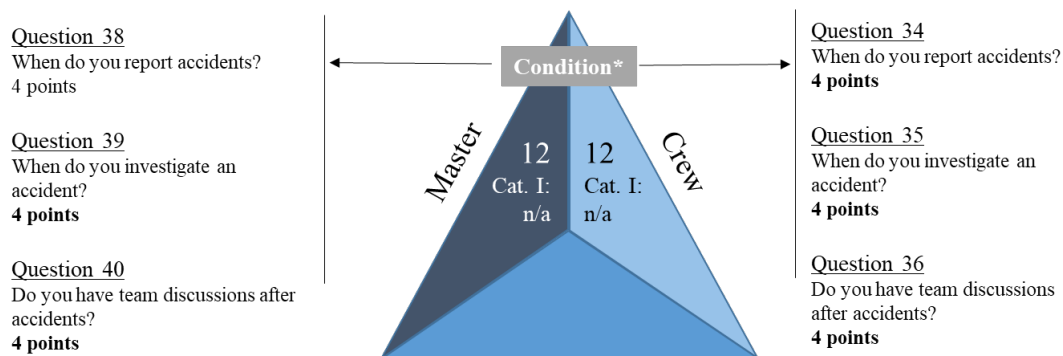 Question 38
When do you report accidents?
4 points
Question 39
When do you investigate an
accident?
4 points
Question 40
Do you have team discussions after
accidents?
4 points
Condition*
Master
12
Cat. I:
n/a
12
Cat. I:
n/a
Crew
Question 34
When do you report accidents?
4 points
Question 35
When do you investigate an
accident?
4 points
Question 36
Do you have team discussions
after accidents?
4 points